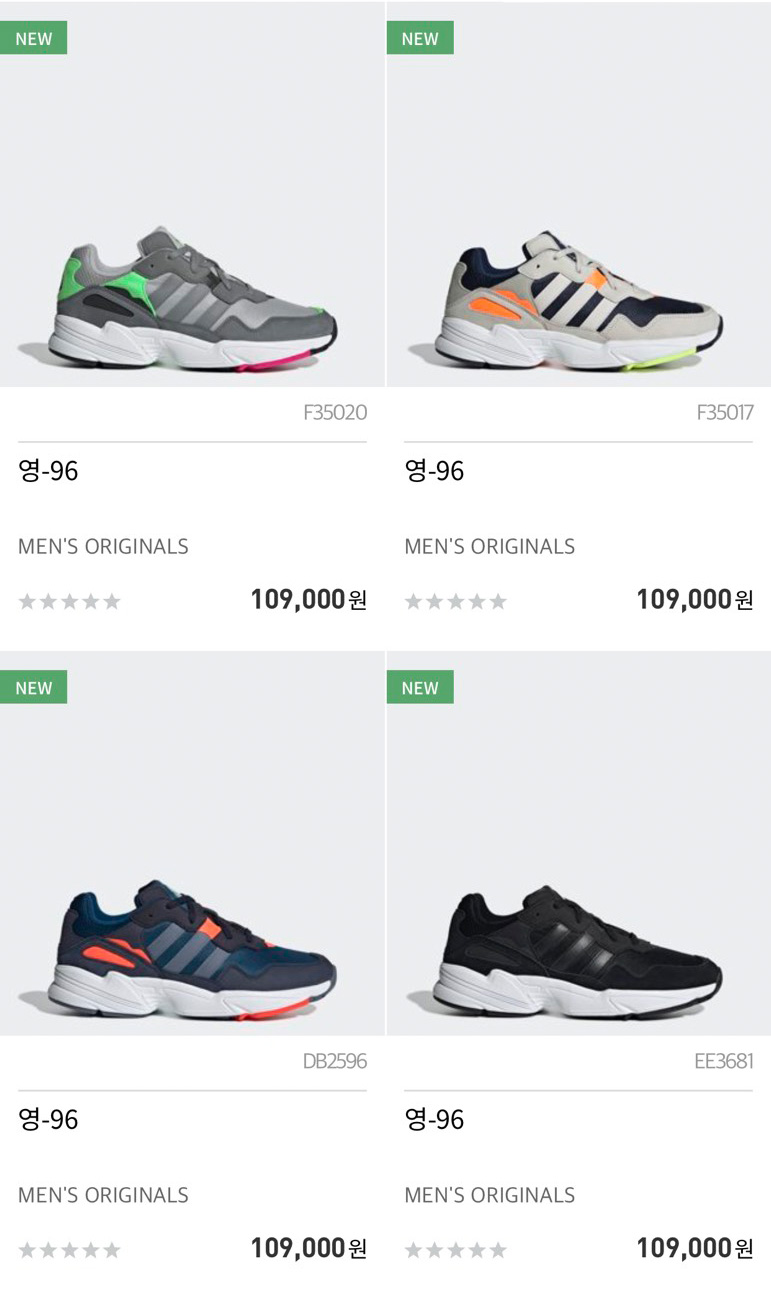 NEW
F35020
영-96
MEN'S ORIGINALS
109,000원
NEW
F35017
영-96
MEN'S ORIGINALS
109,000원
NEW
DB2596
영-96
MEN'S ORIGINALS
109,000원
NEW
EE3681
영-96
MEN'S ORIGINALS
109,000원